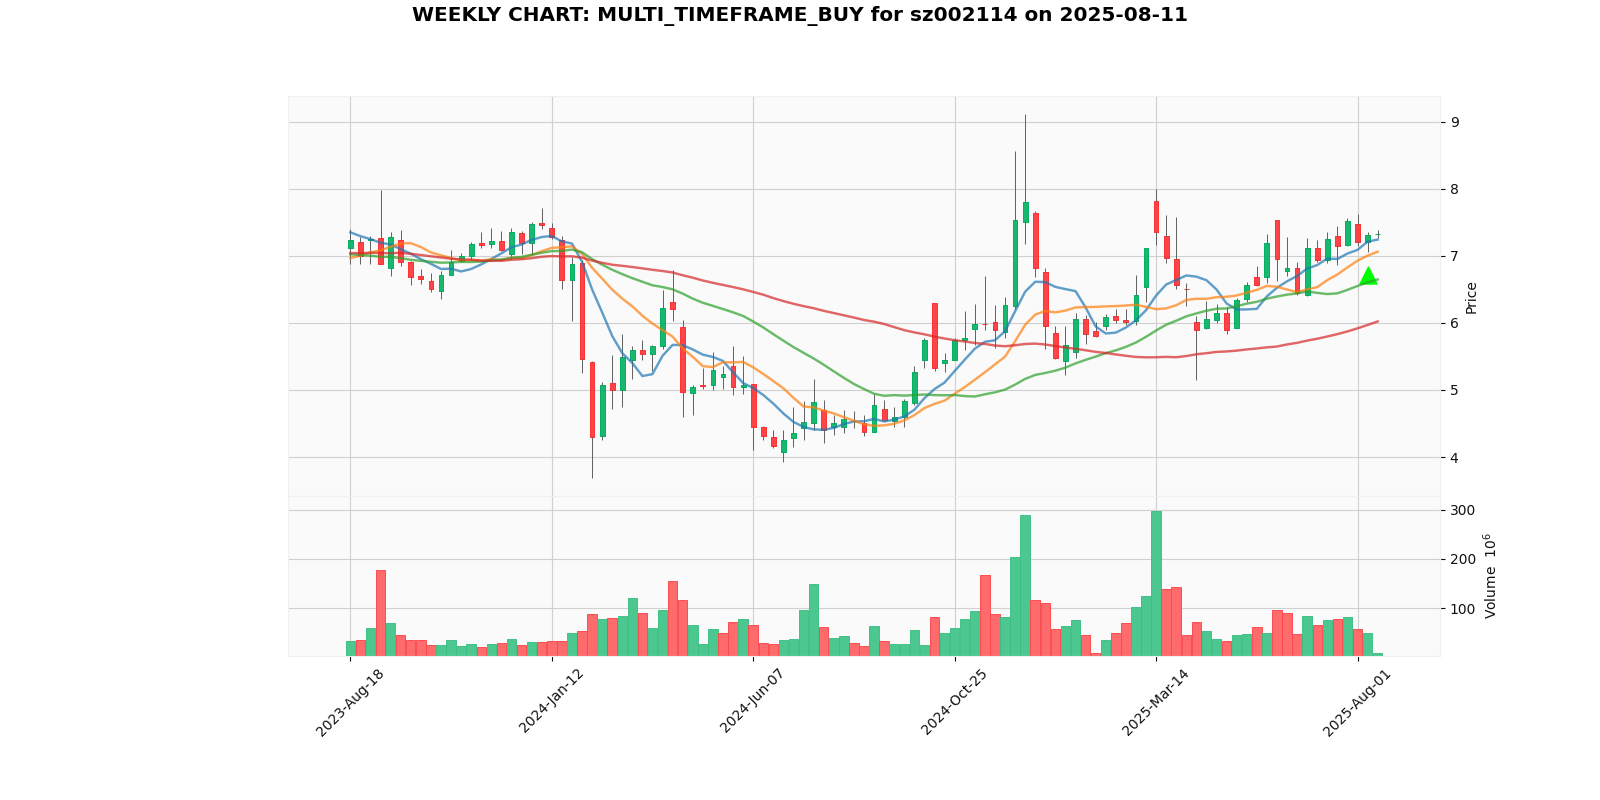 WEEKLY CHART: MULTI_TIMEFRAME_BUY for sz002114 on 2025-08-11
9
8
7
6
5
4
Price
300
200
100
Volume 10⁶
2023-Aug-18
2024-Jan-12
2024-Jun-07
2024-Oct-25
2025-Mar-14
2025-Aug-01